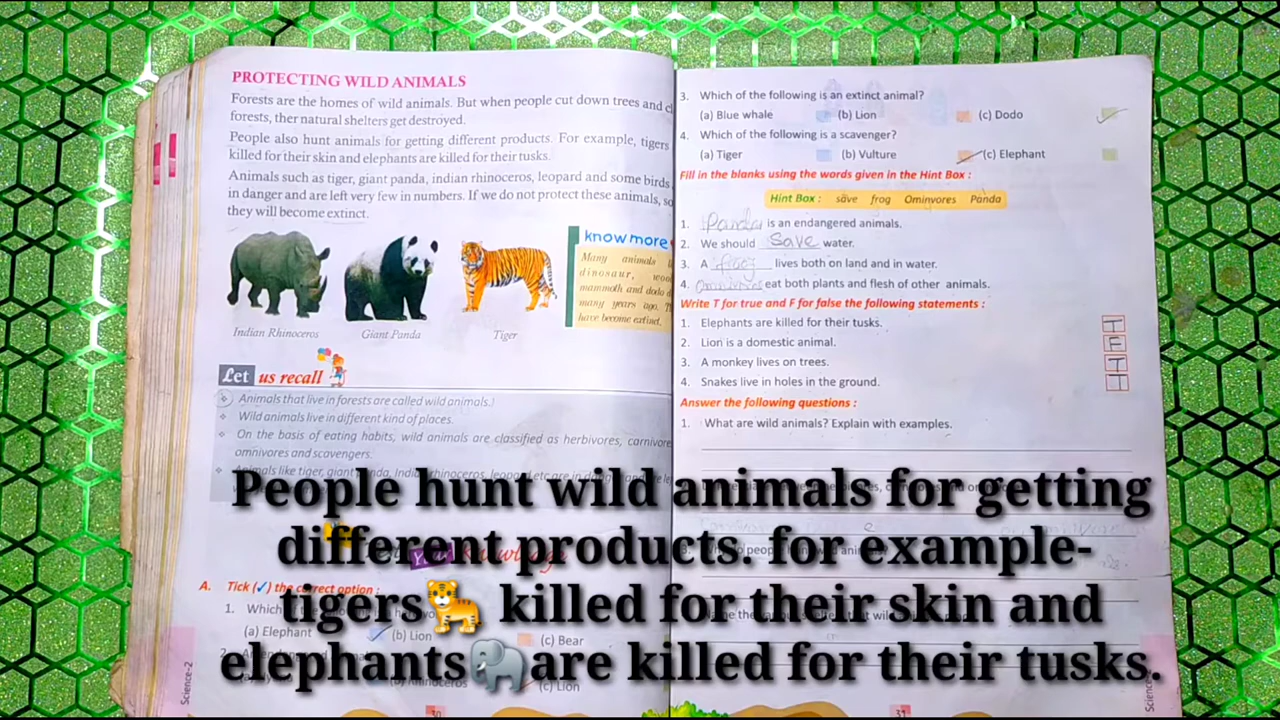 PROTECTING WILD ANIMALS
Forests are the homes of wild animals. But when people cut down trees and
forests, ther natural shelters get destroyed.
People also hunt animals for getting different products. For example, tigers
killed for their skin and elephants are killed for their tusks.
Animals such as tiger, giant panda, indian rhinoceros, leopard and some birds
in danger and are left very few in numbers. If we do not protect these animals,
they will become extinct.
know more
Many animals
dinosaur,
mammoth and dodo
many years ago.
have become extinct.
Indian Rhinoceros
Giant Panda
Tiger
Let us recall
Animals that live in forests are called wild animals.
Wild animals live in different kind of places.
On the basis of eating habits, wild animals are classified as herbivores,
omnivores and scavengers.
Animals like tiger, giant
A. Tick (✓) the correct option :
1. Which
(a) Elephant (b) Lion (c) Bear
2.
(b) Rhinoceros (c) Lion
Science-2
30
3. Which of the following is an extinct animal?
(a) Blue whale (b) Lion (c) Dodo
4. Which of the following is a scavenger?
(a) Tiger (b) Vulture (c) Elephant
Fill in the blanks using the words given in the Hint Box :
Hint Box : save frog Ominvores Panda
1. Panda is an endangered animals.
2. We should save water.
3. A frog lives both on land and in water.
4. Ominvores eat both plants and flesh of other animals.
Write T for true and F for false the following statements :
1. Elephants are killed for their tusks. T
2. Lion is a domestic animal. F
3. A monkey lives on trees. T
4. Snakes live in holes in the ground. T
Answer the following questions :
1. What are wild animals? Explain with examples.
31
People hunt wild animals for getting
different products. for example-
tigers🐅 killed for their skin and
elephants🐘are killed for their tusks.